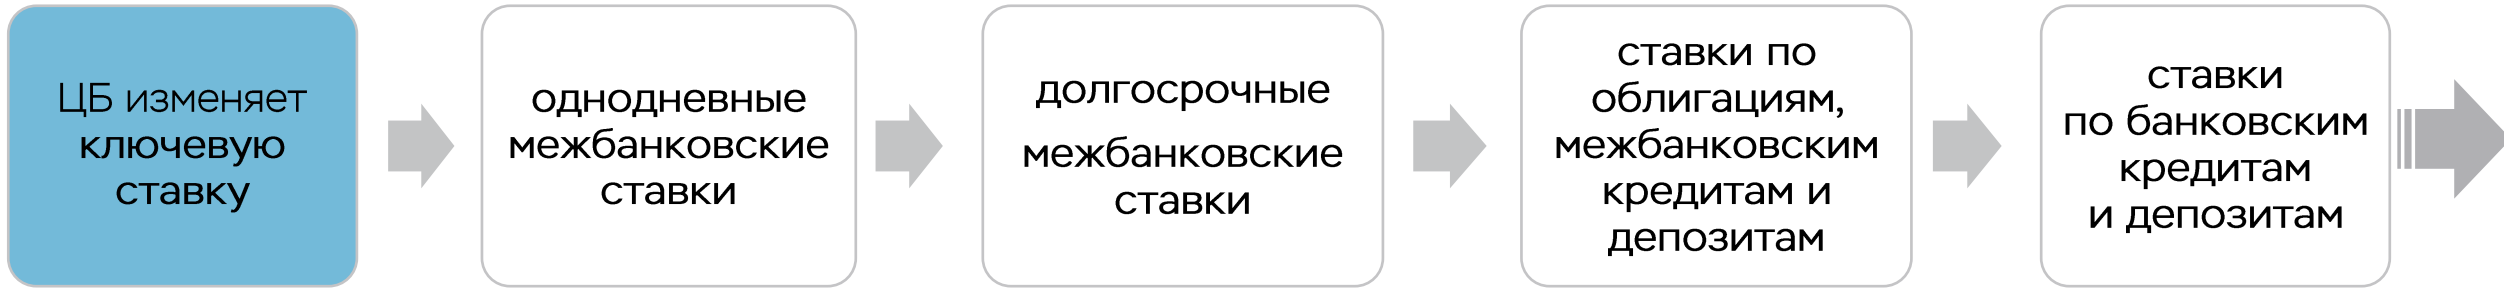 ЦБ изменяет
ключевую
ставку
однодневные
межбанковские
ставки
долгосрочные
межбанковские
ставки
ставки по
облигациям,
межбанковским
кредитам и
депозитам
ставки
по банковским
кредитам
и депозитам